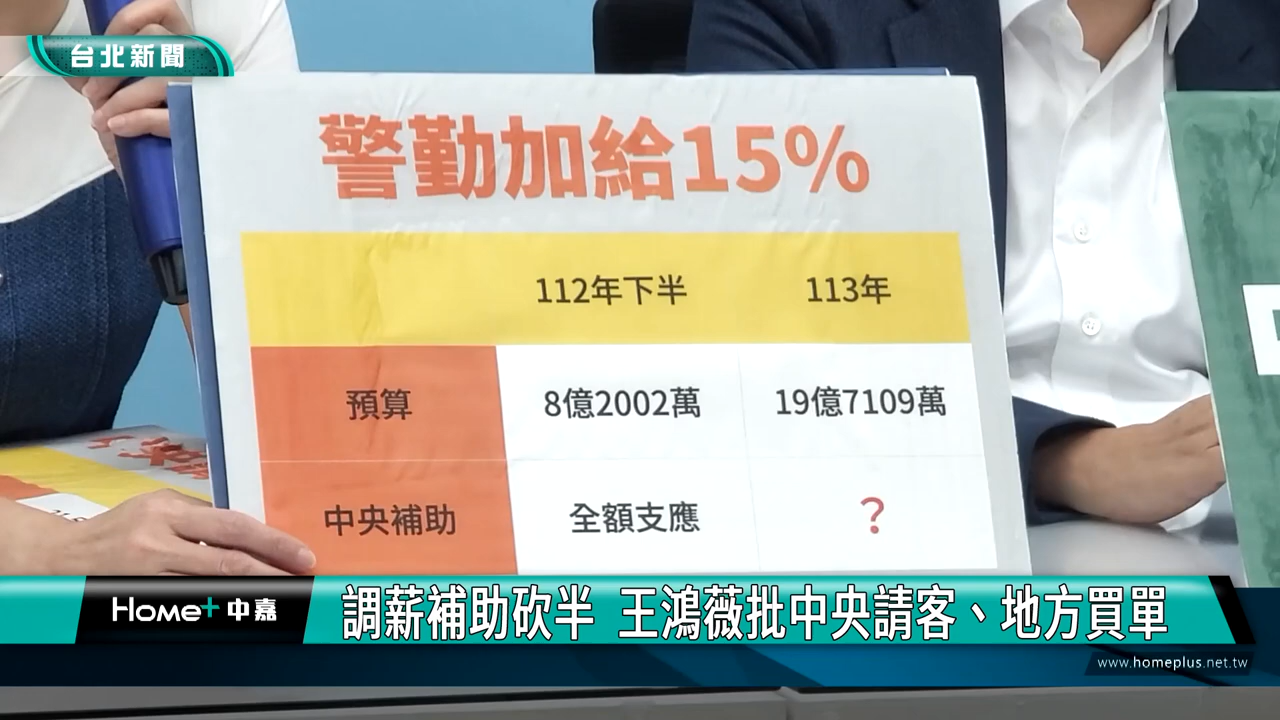 台北新聞
警勤加給15%
112年下半 113年
預算 8億2002萬 19億7109萬
中央補助 全額支應 ?
Home+中嘉
調薪補助砍半 王鴻薇批中央請客、地方買單
www.homeplus.net.tw